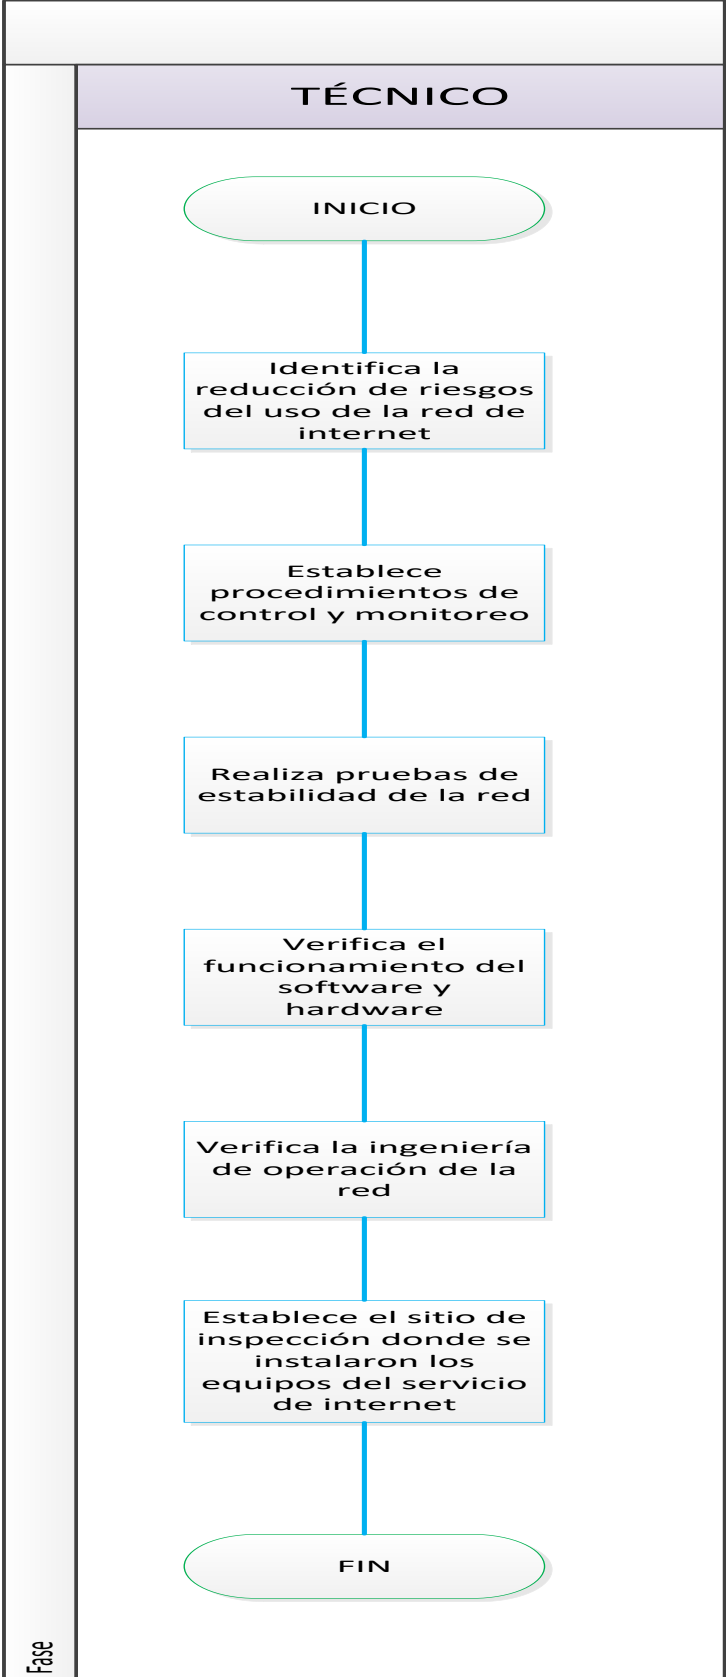 TÉCNICO
INICIO
Identifica la
reducción de riesgos
del uso de la red de
internet
Establece
procedimientos de
control y monitoreo
Realiza pruebas de
estabilidad de la red
Verifica el
funcionamiento del
software y
hardware
Verifica la ingeniería
de operación de la
red
Establece el sitio de
inspección donde se
instalaron los
equipos del servicio
de internet
FIN
Fase